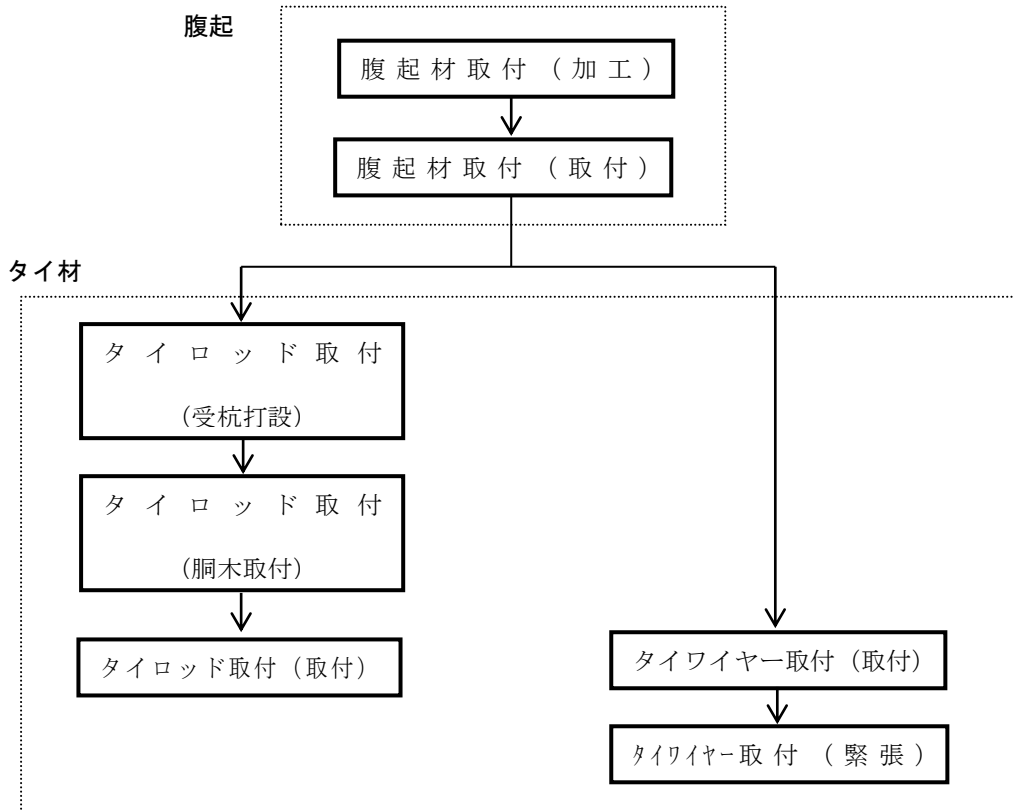 腹起
腹起材取付（加工）
腹起材取付（取付）
タイ材
タイロッド取付
(受杭打設)
タイロッド取付
(胴木取付)
タイロッド取付（取付）
タイワイヤー取付（取付）
ﾀｲﾜｲﾔｰ取付（緊張）